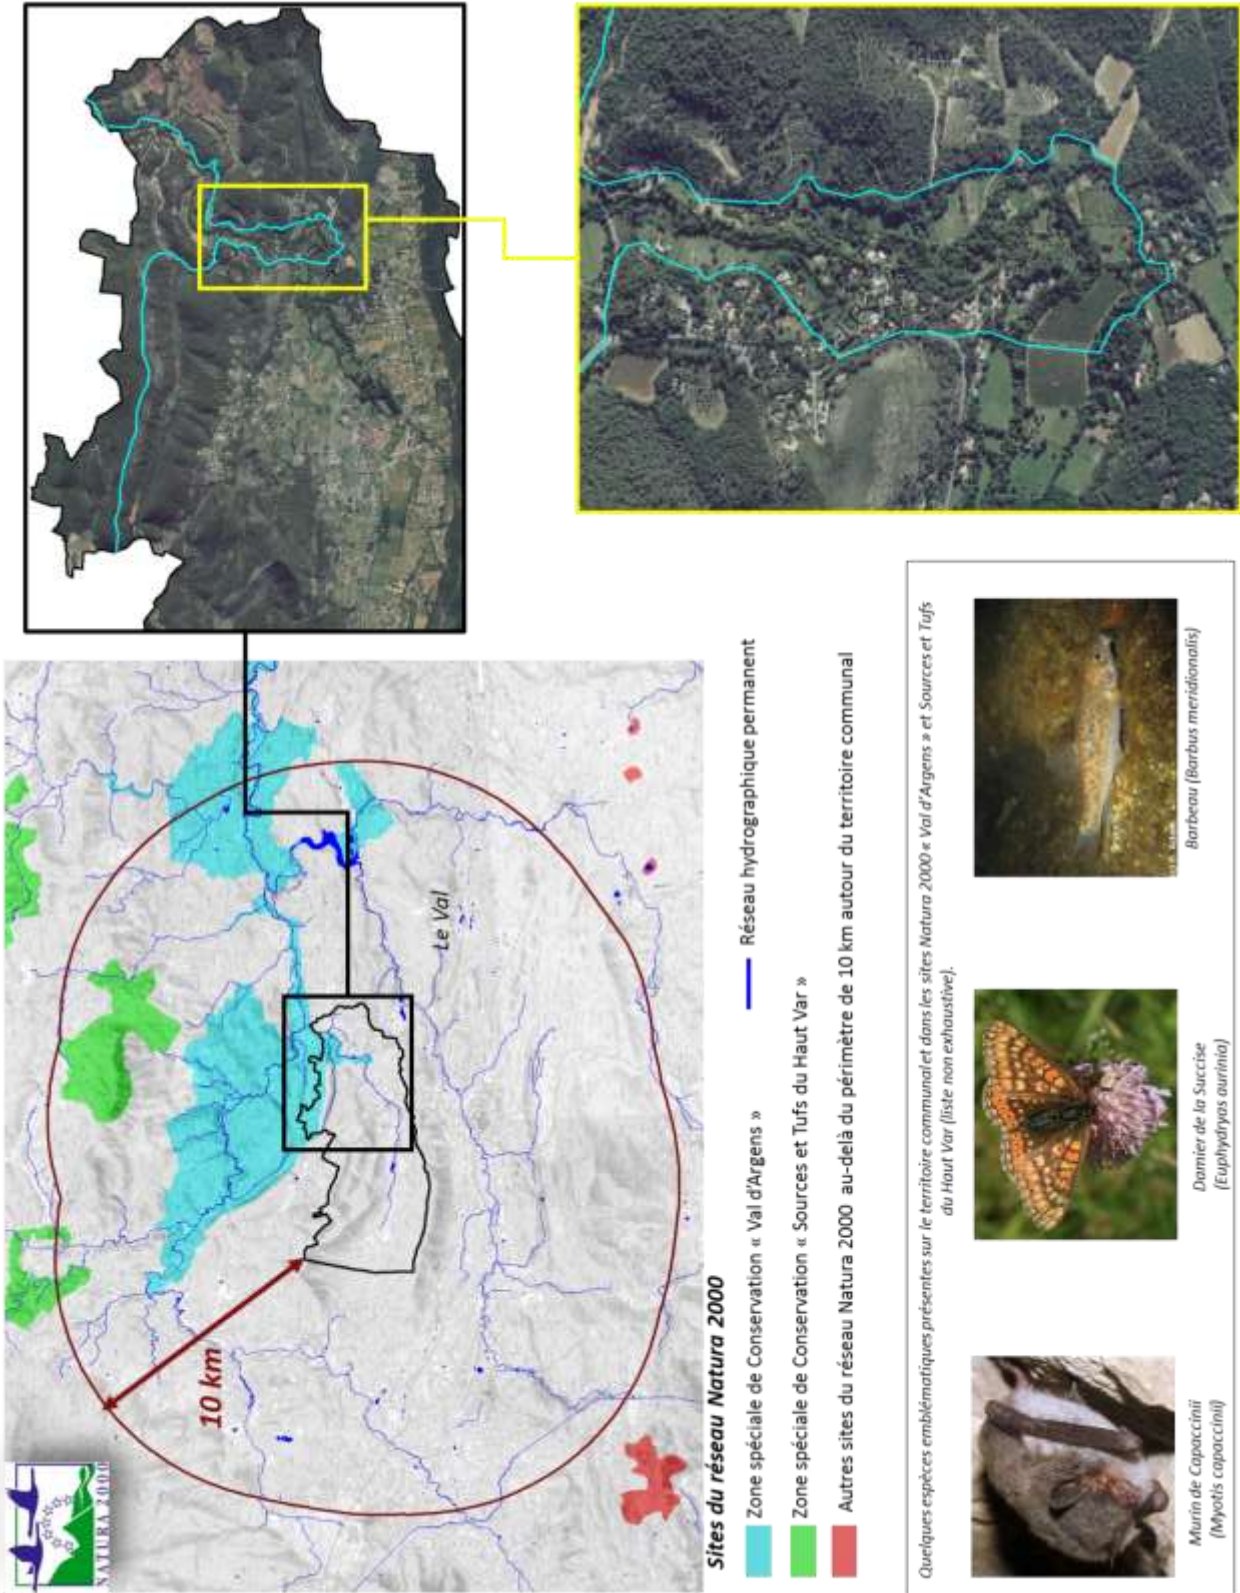 NATURA 2000
10 km
Le Val
Sites du réseau Natura 2000
Zone spéciale de Conservation « Val d'Argens »
Réseau hydrographique permanent
Zone spéciale de Conservation « Sources et Tufs du Haut Var »
Autres sites du réseau Natura 2000 au-delà du périmètre de 10 km autour du territoire communal
Quelques espèces emblématiques présentes sur le territoire communal et dans les sites Natura 2000 « Val d'Argens » et Sources et Tufs
du Haut Var (liste non exhaustive).
Murin de Capaccinii
(Myotis capaccinii)
Damier de la Succise
(Euphydryas aurinia)
Barbeau (Barbus meridionalis)